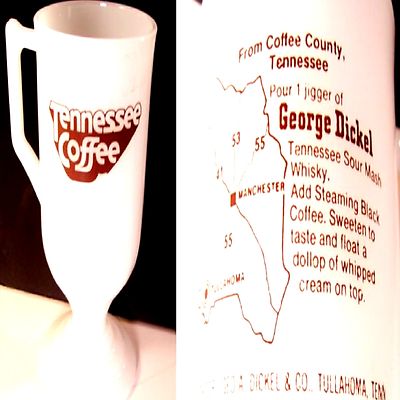 Tennessee
Coffee
From Coffee County,
Tennessee
Pour 1 jigger of
George Dickel
Tennessee Sour Mash
Whisky.
Add Steaming Black
Coffee. Sweeten to
taste and float a
dollop of whipped
cream on top.
53
55
41
MANCHESTER
55
TULLAHOMA
DICKEL & CO., TULLAHOMA, TENN